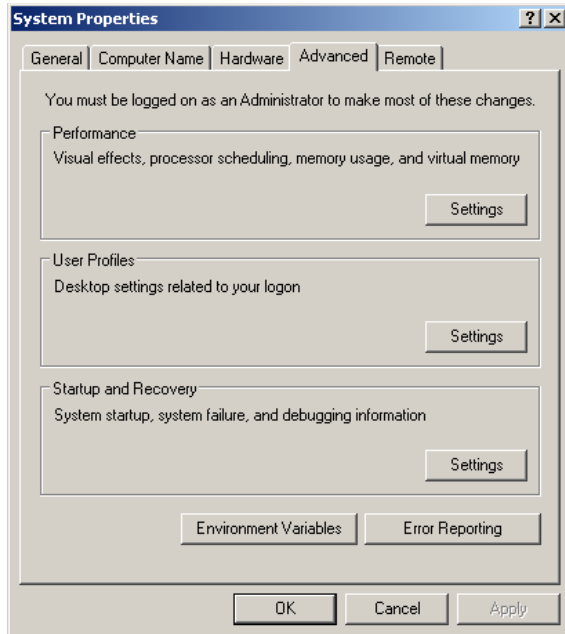 System Properties
General Computer Name Hardware Advanced Remote
You must be logged on as an Administrator to make most of these changes.
Performance
Visual effects, processor scheduling, memory usage, and virtual memory
Settings
User Profiles
Desktop settings related to your logon
Settings
Startup and Recovery
System startup, system failure, and debugging information
Settings
Environment Variables Error Reporting
OK Cancel Apply